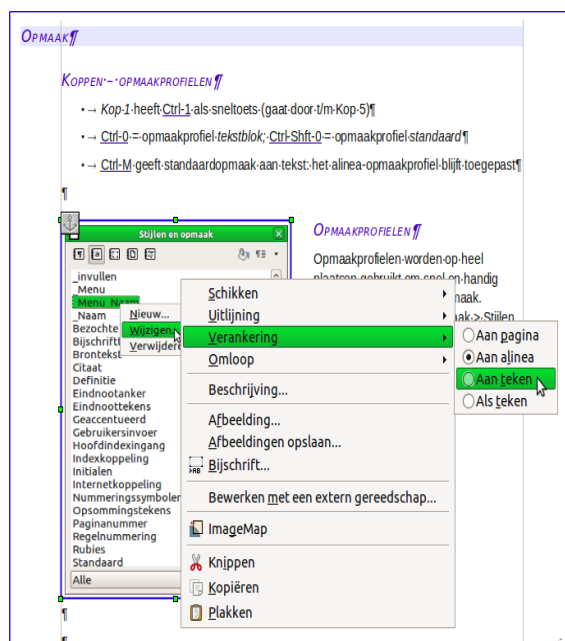 OPMAAK¶
KOPPEN – OPMAAKPROFIELEN¶
• → Kop 1 heeft Ctrl-1 als sneltoets (gaat door t/m Kop 5)¶
• → Ctrl-0 = opmaakprofiel tekstblok; Ctrl-Shft-0 = opmaakprofiel standaard¶
• → Ctrl-M geeft standaardopmaak aan tekst: het alinea-opmaakprofiel blijft toegepast¶
¶
Stijlen en opmaak
_invullen
_Menu
_Menu_Naam
_Naam
Bezochte
Bijschrift
Brontekst
Citaat
Definitie
Eindnootanker
Eindnoottekens
Geaccentueerd
Gebruikersinvoer
Hoofdindexingang
Indexkoppeling
Initialen
Internetkoppeling
Nummeringssymbolen
Opsommingstekens
Paginanummer
Regelnummering
Rubies
Standaard
Alle
Nieuw...
Wijzigen...
Verwijdere
OPMAAKPROFIELEN¶
Opmaakprofielen worden op heel
plaatsen gebruikt om snel en handig
maak.
aak > Stijlen
Schikken
Uitlijning
Verankering
Omloop
Beschrijving...
Afbeelding...
Afbeeldingen opslaan...
Bijschrift...
Bewerken met een extern gereedschap...
ImageMap
Knippen
Kopiëren
Plakken
Aan pagina
Aan alinea
Aan teken
Als teken
¶
¶